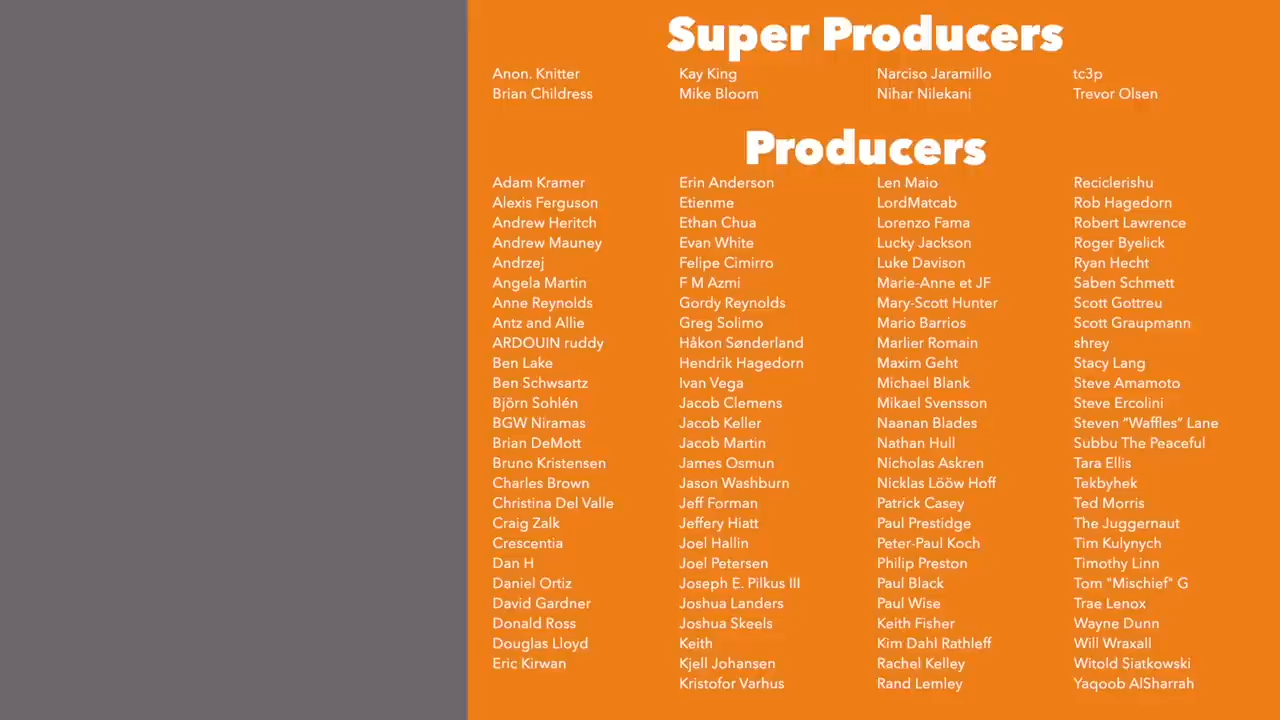 Super Producers
Anon. Knitter
Brian Childress
Kay King
Mike Bloom
Narciso Jaramillo
Nihar Nilekani
tc3p
Trevor Olsen
Producers
Adam Kramer
Alexis Ferguson
Andrew Heritch
Andrew Mauney
Andrzej
Angela Martin
Anne Reynolds
Antz and Allie
ARDOUIN ruddy
Ben Lake
Ben Schwsartz
Björn Sohlén
BGW Niramas
Brian DeMott
Bruno Kristensen
Charles Brown
Christina Del Valle
Craig Zalk
Crescentia
Dan H
Daniel Ortiz
David Gardner
Donald Ross
Douglas Lloyd
Eric Kirwan
Erin Anderson
Etienme
Ethan Chua
Evan White
Felipe Cimirro
F M Azmi
Gordy Reynolds
Greg Solimo
Håkon Sønderland
Hendrik Hagedorn
Ivan Vega
Jacob Clemens
Jacob Keller
Jacob Martin
James Osmun
Jason Washburn
Jeff Forman
Jeffery Hiatt
Joel Hallin
Joel Petersen
Joseph E. Pilkus III
Joshua Landers
Joshua Skeels
Keith
Kjell Johansen
Kristofor Varhus
Len Maio
LordMatcab
Lorenzo Fama
Lucky Jackson
Luke Davison
Marie-Anne et JF
Mary-Scott Hunter
Mario Barrios
Marlier Romain
Maxim Geht
Michael Blank
Mikael Svensson
Naanan Blades
Nathan Hull
Nicholas Askren
Nicklas Lööw Hoff
Patrick Casey
Paul Prestidge
Peter-Paul Koch
Philip Preston
Paul Black
Paul Wise
Keith Fisher
Kim Dahl Rathleff
Rachel Kelley
Rand Lemley
Reciclerishu
Rob Hagedorn
Robert Lawrence
Roger Byelick
Ryan Hecht
Saben Schmett
Scott Gottreu
Scott Graupmann
shrey
Stacy Lang
Steve Amamoto
Steve Ercolini
Steven “Waffles” Lane
Subbu The Peaceful
Tara Ellis
Tekbyhek
Ted Morris
The Juggernaut
Tim Kulynych
Timothy Linn
Tom "Mischief" G
Trae Lenox
Wayne Dunn
Will Wraxall
Witold Siatkowski
Yaqoob AlSharrah